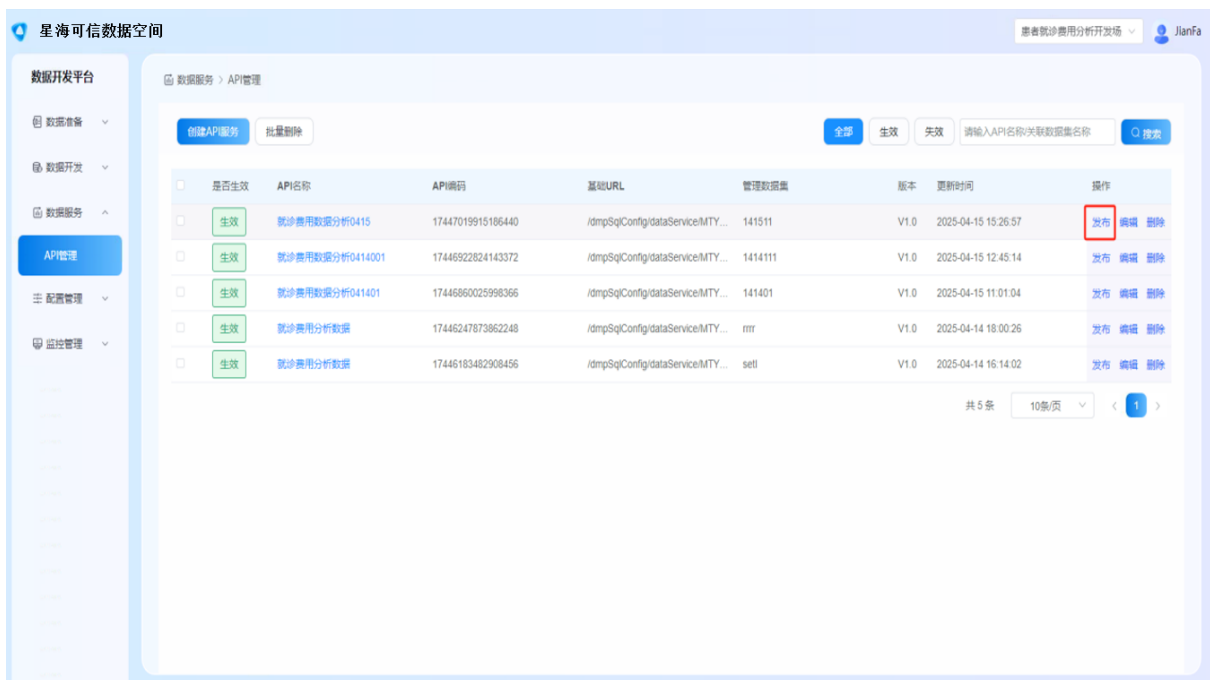 星海可信数据空间
患者就诊费用分析开发场
JianFa
数据开发平台
数据服务 > API管理
数据准备
数据开发
数据服务
API管理
配置管理
监控管理
创建API服务 批量删除 全部 生效 失效 请输入API名称/关联数据集名称 搜索
是否生效 API名称 API编码 基础URL 管理数据集 版本 更新时间 操作
生效 就诊费用数据分析0415 17447019915186440 /dmpSqlConfig/dataService/MTY... 141511 V1.0 2025-04-15 15:26:57 发布 编辑 删除
生效 就诊费用数据分析0414001 17446922824143372 /dmpSqlConfig/dataService/MTY... 1414111 V1.0 2025-04-15 12:45:14 发布 编辑 删除
生效 就诊费用数据分析041401 17446860025998366 /dmpSqlConfig/dataService/MTY... 141401 V1.0 2025-04-15 11:01:04 发布 编辑 删除
生效 就诊费用分析数据 17446247873862248 /dmpSqlConfig/dataService/MTY... rrrr V1.0 2025-04-14 18:00:26 发布 编辑 删除
生效 就诊费用分析数据 17446183482908456 /dmpSqlConfig/dataService/MTY... setl V1.0 2025-04-14 16:14:02 发布 编辑 删除
共 5 条 10条/页 < 1 >